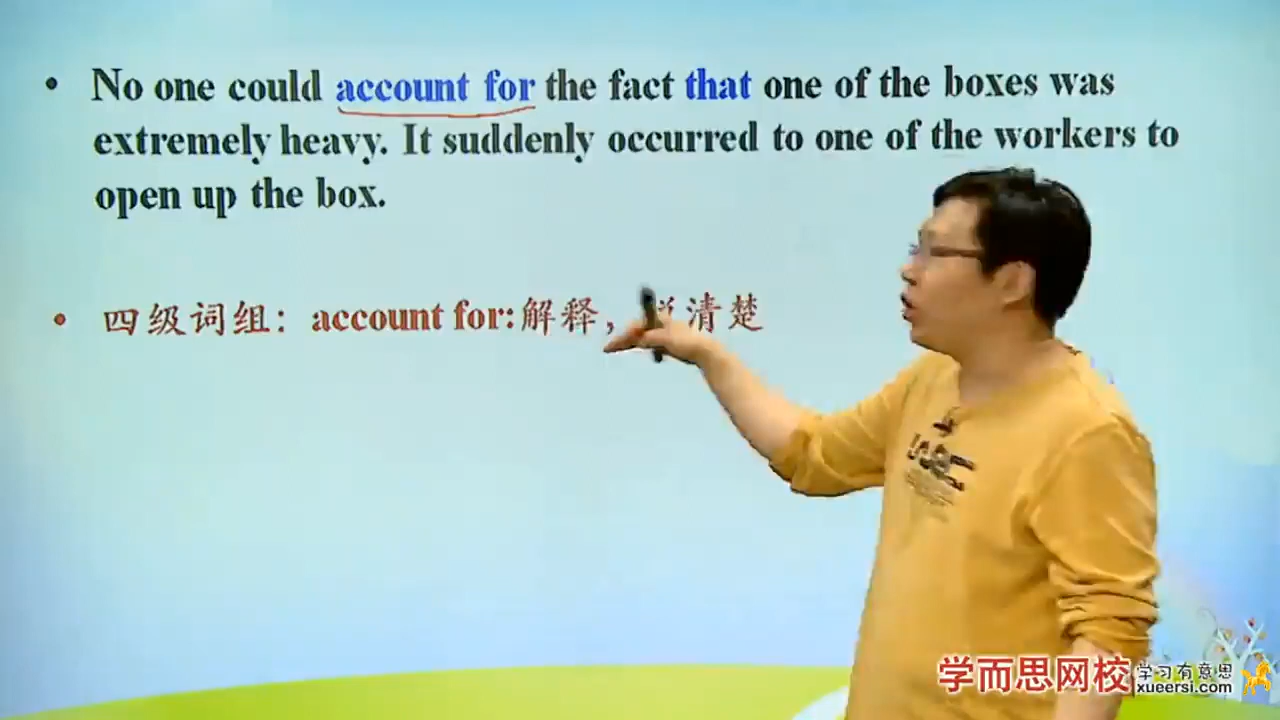 No one could account for the fact that one of the boxes was
extremely heavy. It suddenly occurred to one of the workers to
open up the box.
四级词组：account for:解释，说清楚
学而思网校
学习有意思
xueersi.com